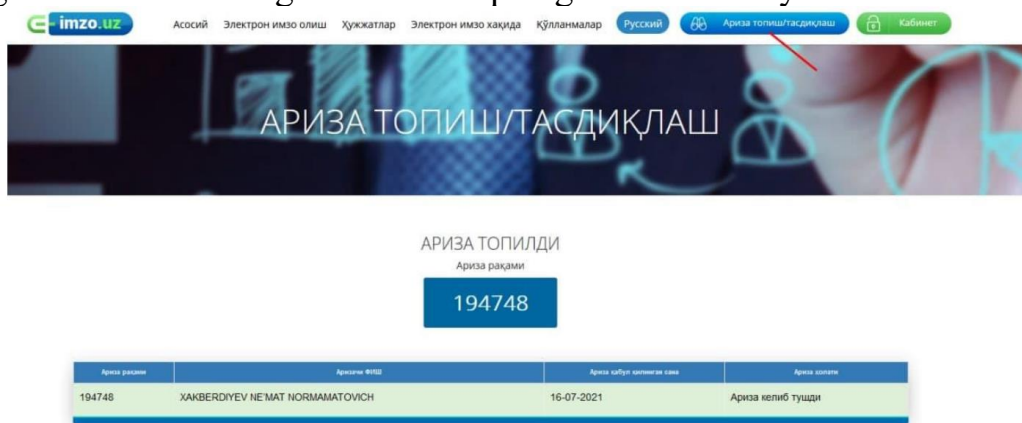 e-imzo.uz Асосий Электрон имзо олиш Ҳужжатлар Электрон имзо хақида Қўлланмалар Русский Ариза топиш/тасдиқлаш Кабинет
АРИЗА ТОПИШ/ТАСДИҚЛАШ
АРИЗА ТОПИЛДИ
Ариза рақами
194748
Ариза рақами Аризачи ФИШ Ариза қабул қилинган сана Ариза холати
194748 XAKBERDIYEV NE'MAT NORMAMATOVICH 16-07-2021 Ариза келиб тушди